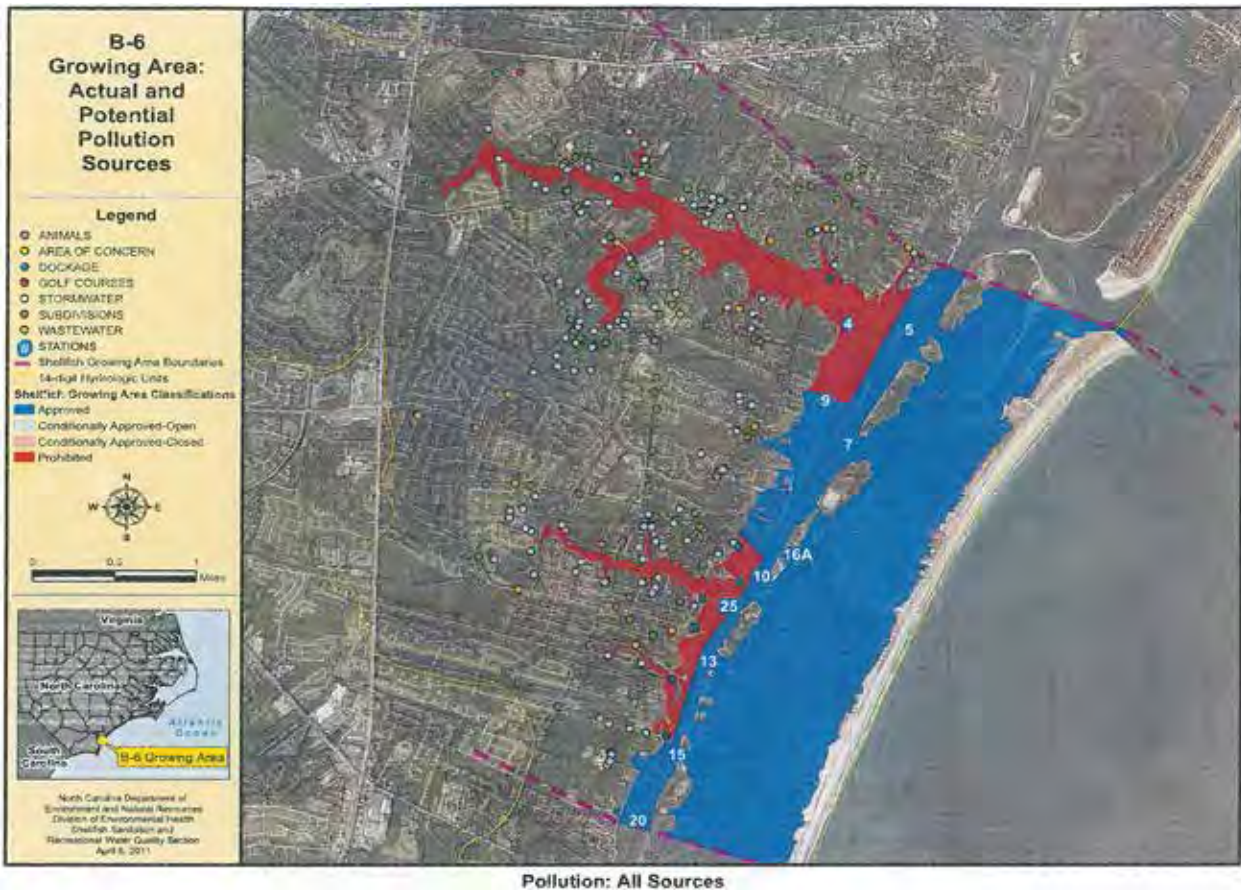 B-6
Growing Area:
Actual and
Potential
Pollution
Sources
Legend
ANIMALS
AREA OF CONCERN
DOCKAGE
GOLF COURSES
STORMWATER
SUBDIVISIONS
WASTEWATER
STATIONS
Shellfish Growing Area Boundaries
14-digit Hydrologic Units
Shellfish Growing Area Classifications
Approved
Conditionally Approved-Open
Conditionally Approved-Closed
Prohibited
N
W E
S
0 0.5 1
Miles
Virginia
North Carolina
Atlantic
Ocean
South
Carolina
B-6 Growing Area
North Carolina Department of
Environment and Natural Resources
Division of Environmental Health
Shellfish Sanitation and
Recreational Water Quality Section
April 6, 2011
4
5
9
7
16A
10
25
13
15
20
Pollution: All Sources